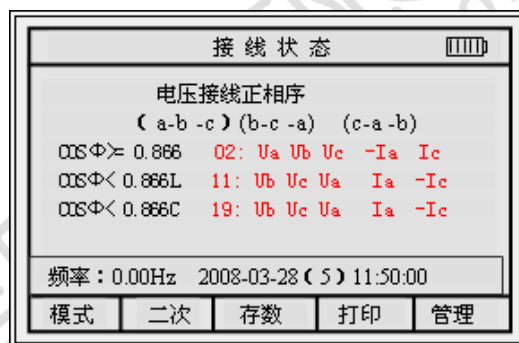 接线状态
电压接线正相序
( a-b -c ) (b-c -a) (c-a -b)
COSΦ>= 0.866 02: Ua Ub Uc -Ia Ic
COSΦ< 0.866L 11: Ub Uc Ua Ia -Ic
COSΦ< 0.866C 19: Ub Uc Ua Ia -Ic
频率：0.00Hz 2008-03-28 ( 5 ) 11:50:00
模式 二次 存数 打印 管理